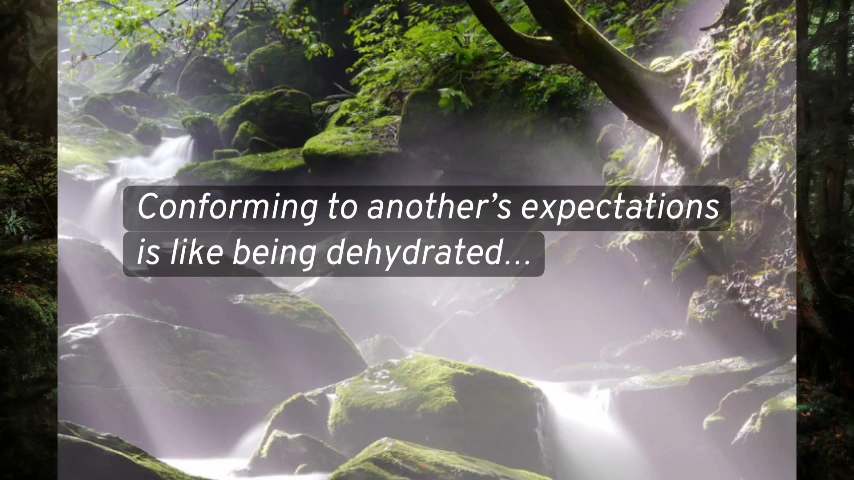 Conforming to another’s expectations
is like being dehydrated...